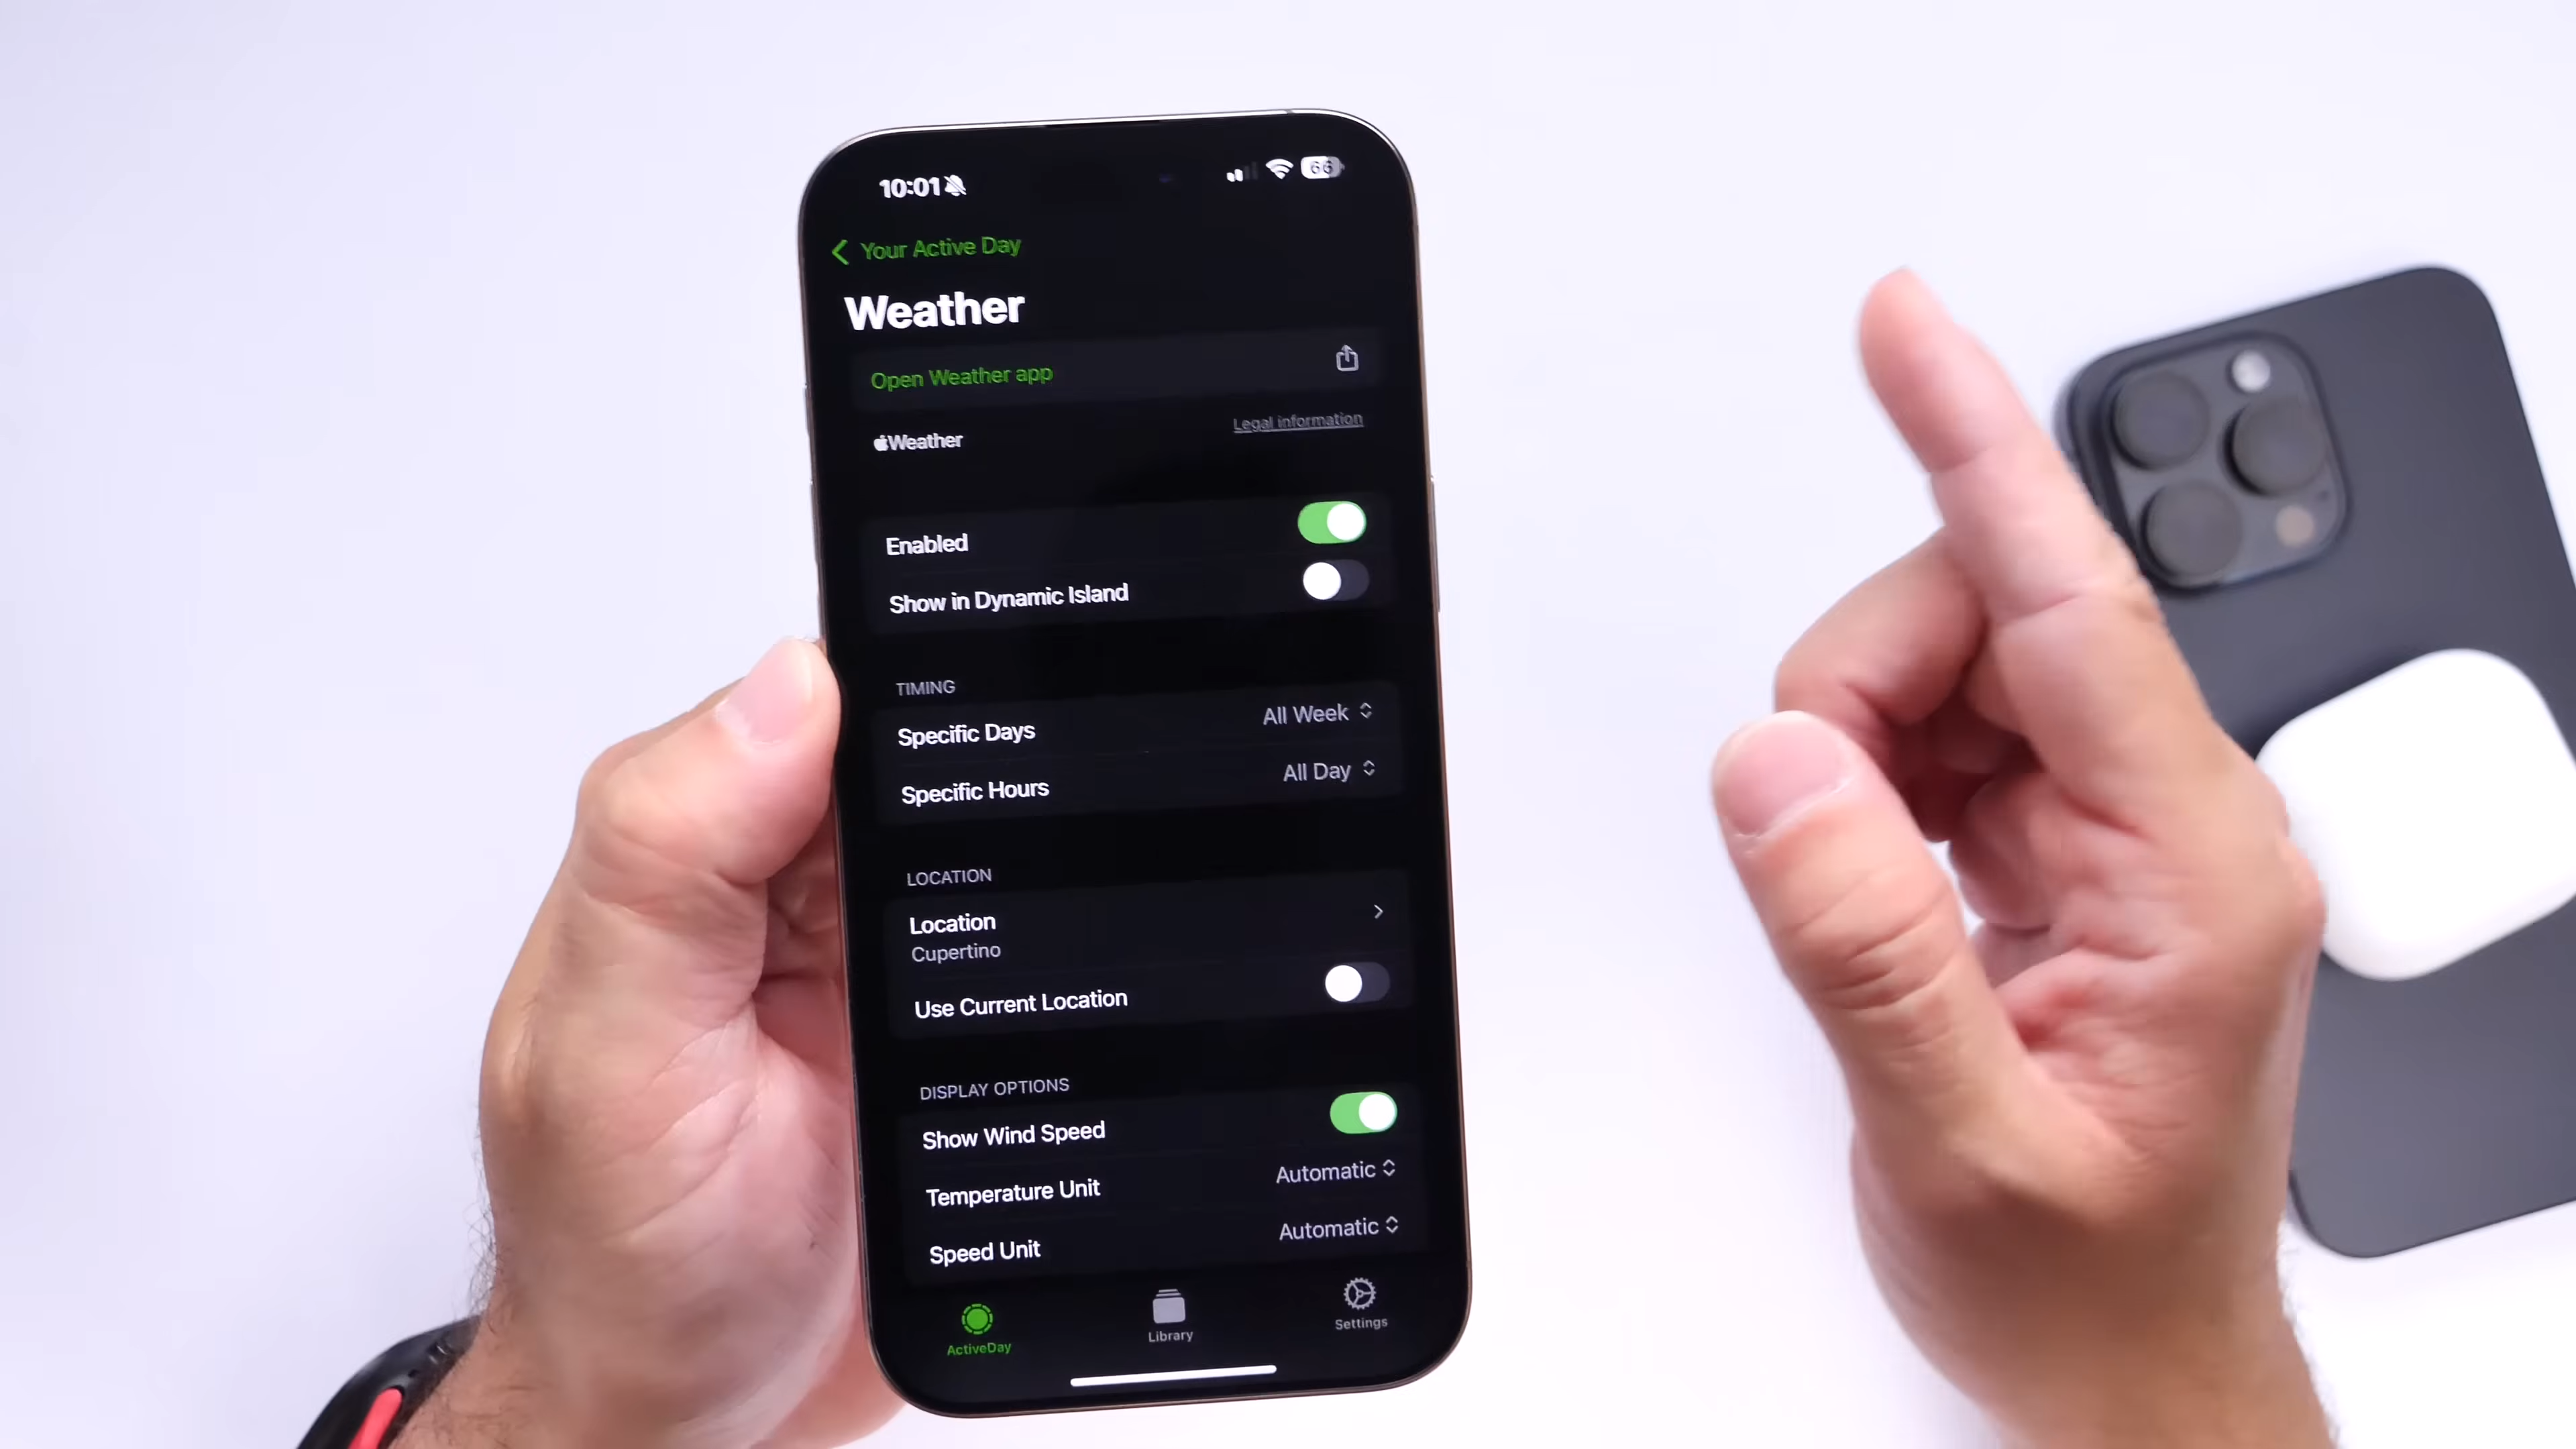 10:01
66
Your Active Day
Weather
Open Weather app
Weather
Legal information
Enabled
Show in Dynamic Island
TIMING
Specific Days
All Week
Specific Hours
All Day
LOCATION
Location
Cupertino
Use Current Location
DISPLAY OPTIONS
Show Wind Speed
Temperature Unit
Automatic
Speed Unit
Automatic
ActiveDay
Library
Settings